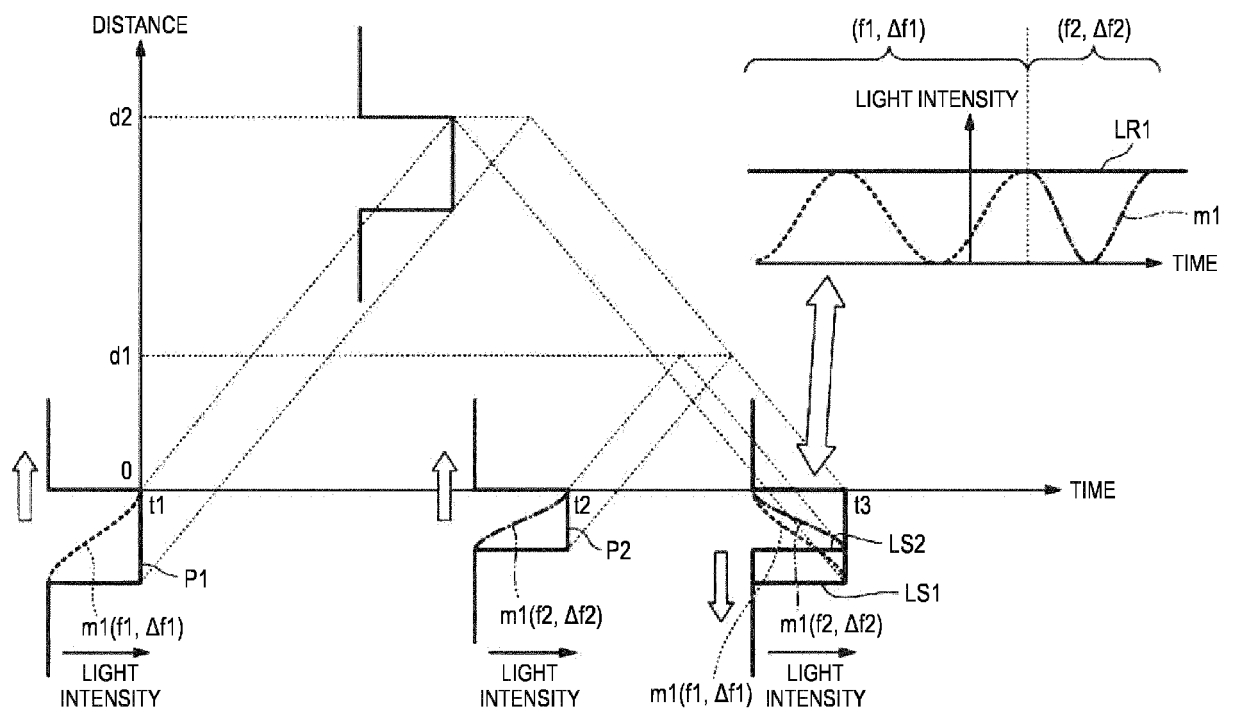 DISTANCE
(f1, Δf1)
(f2, Δf2)
LIGHT INTENSITY
d2
LR1
m1
TIME
d1
0
t1
t2
t3
TIME
P1
P2
LS2
LS1
m1(f1, Δf1)
m1(f2, Δf2)
m1(f2, Δf2)
m1(f1, Δf1)
LIGHT
INTENSITY
LIGHT
INTENSITY
LIGHT
INTENSITY